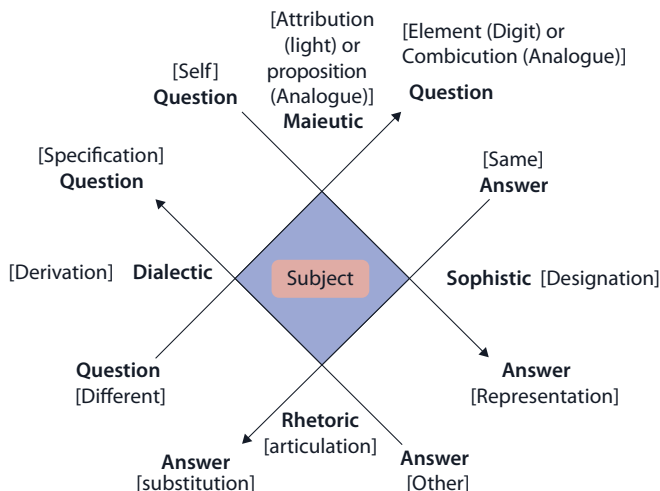 [Attribution
(light) or
proposition
(Analogue)]
Maieutic
[Element (Digit) or
Combicution (Analogue)]
Question
[Self]
Question
[Specification]
Question
[Same]
Answer
[Derivation] Dialectic
Subject
Sophistic [Designation]
Question
[Different]
Answer
[Representation]
Rhetoric
[articulation]
Answer
[substitution]
Answer
[Other]